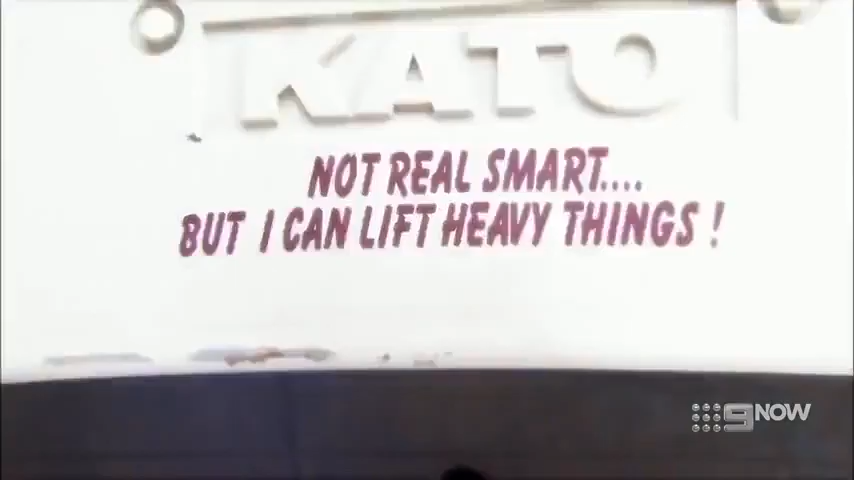 KATO
NOT REAL SMART....
BUT I CAN LIFT HEAVY THINGS !
9NOW